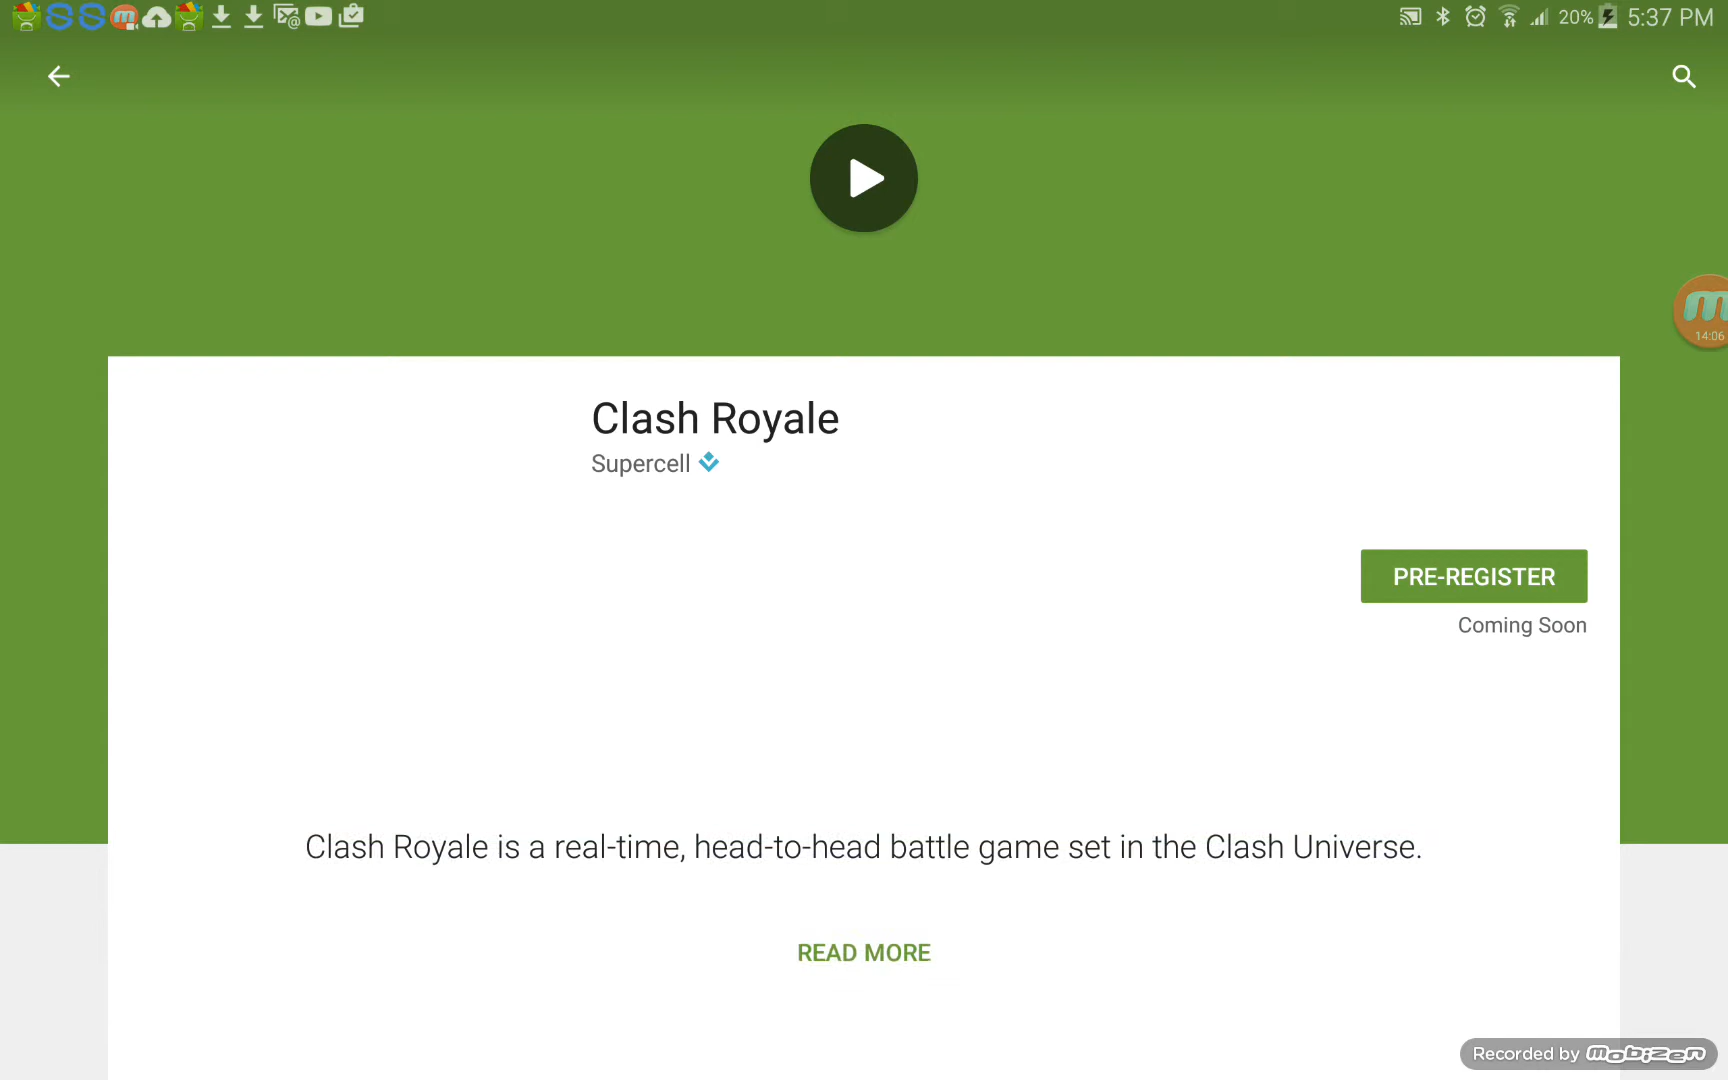 20% 5:37 PM
14:06
Clash Royale
Supercell
PRE-REGISTER
Coming Soon
Clash Royale is a real-time, head-to-head battle game set in the Clash Universe.
READ MORE
Recorded by mobizen